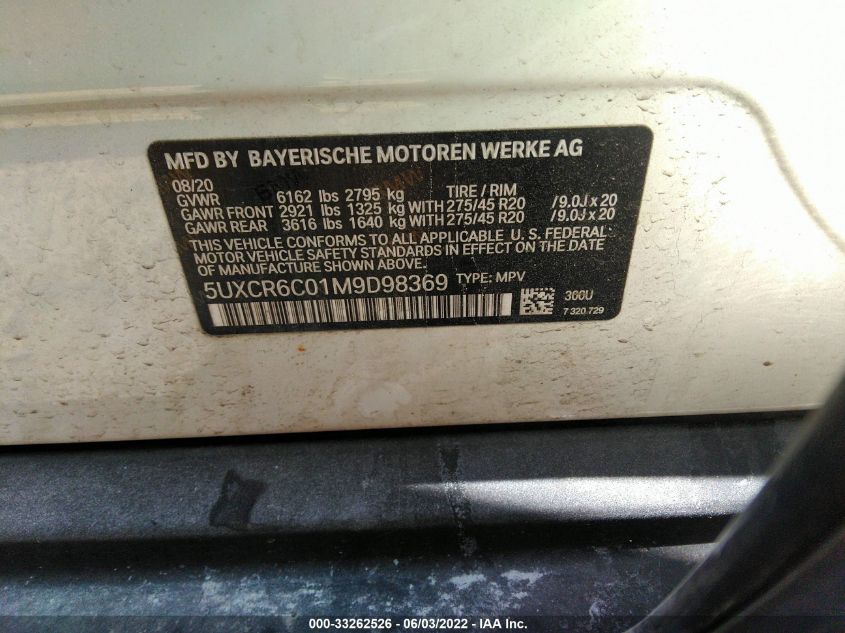 MFD BY BAYERISCHE MOTOREN WERKE AG
08/20
GVWR 6162 lbs 2795 kg TIRE / RIM
GAWR FRONT 2921 lbs 1325 kg WITH 275/45 R20 /9.0J x 20
GAWR REAR 3616 lbs 1640 kg WITH 275/45 R20 /9.0J x 20
THIS VEHICLE CONFORMS TO ALL APPLICABLE U. S. FEDERAL
MOTOR VEHICLE SAFETY STANDARDS IN EFFECT ON THE DATE
OF MANUFACTURE SHOWN ABOVE.
5UXCR6C01M9D98369 TYPE: MPV
300U
7 320 729
000-33262526 - 06/03/2022 - IAA Inc.